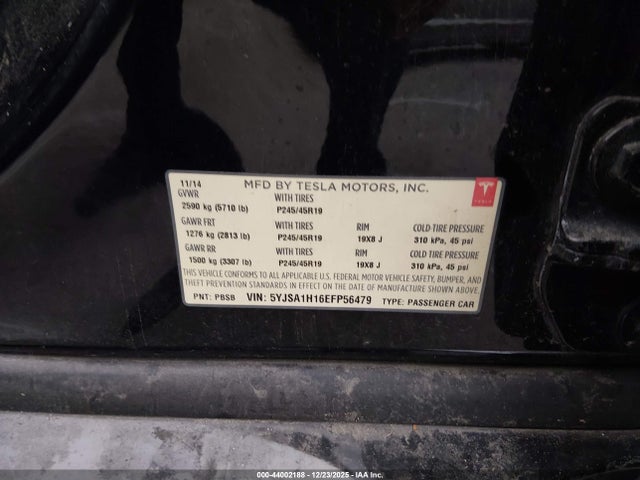 11/14 MFD BY TESLA MOTORS, INC.
GVWR WITH TIRES
2590 kg (5710 lb) P245/45R19
GAWR FRT WITH TIRES RIM COLD TIRE PRESSURE
1276 kg (2813 lb) P245/45R19 19X8 J 310 kPa, 45 psi
GAWR RR WITH TIRES RIM COLD TIRE PRESSURE
1500 kg (3307 lb) P245/45R19 19X8 J 310 kPa, 45 psi
THIS VEHICLE CONFORMS TO ALL APPLICABLE U.S. FEDERAL MOTOR VEHICLE SAFETY, BUMPER, AND
THEFT PREVENTION STANDARDS IN EFFECT ON THE DATE OF MANUFACTURE SHOWN ABOVE.
PNT: PBSB VIN: 5YJSA1H16EFP56479 TYPE: PASSENGER CAR
TESLA
000-44002188 - 12/23/2025 - IAA Inc.